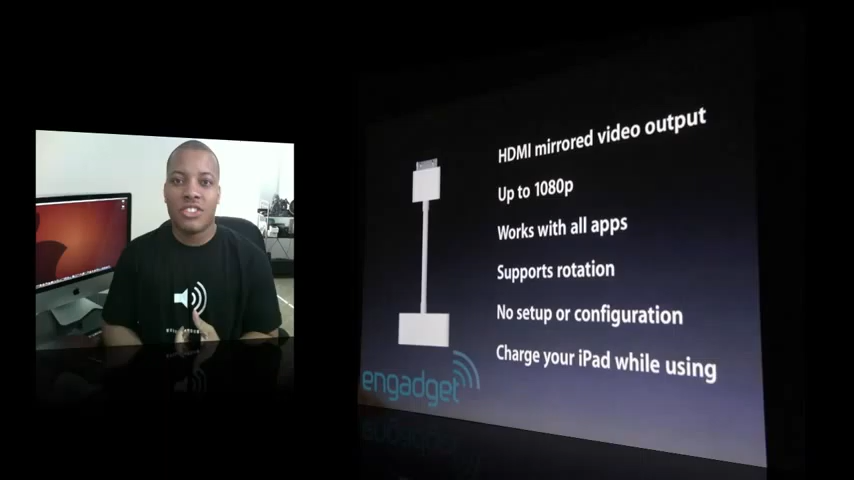 HDMI mirrored video output
Up to 1080p
Works with all apps
Supports rotation
No setup or configuration
Charge your iPad while using
engadget